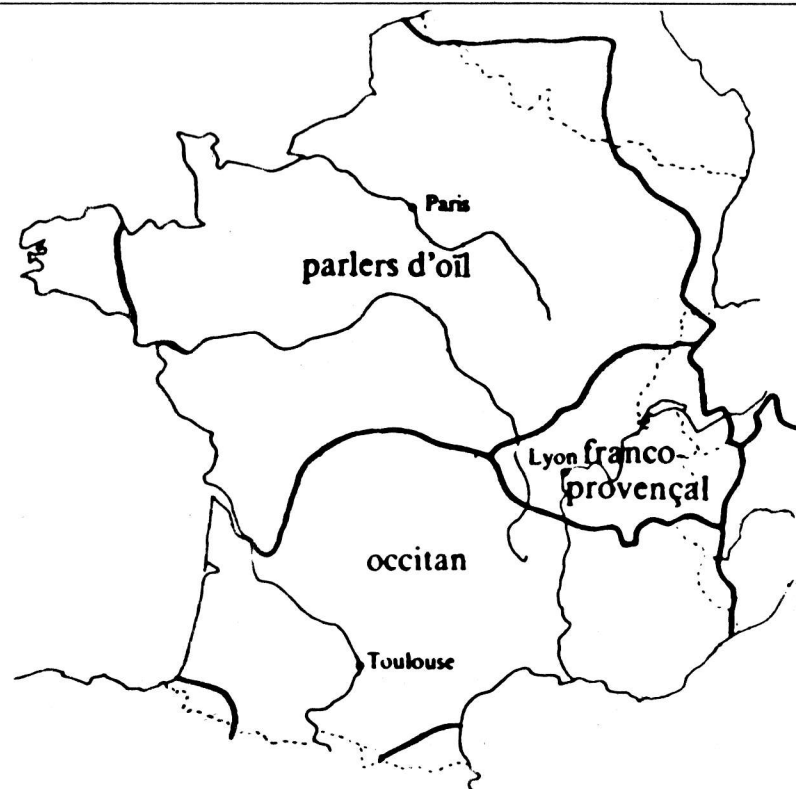 Paris
parlers d'oïl
Lyon franco-
provençal
occitan
Toulouse